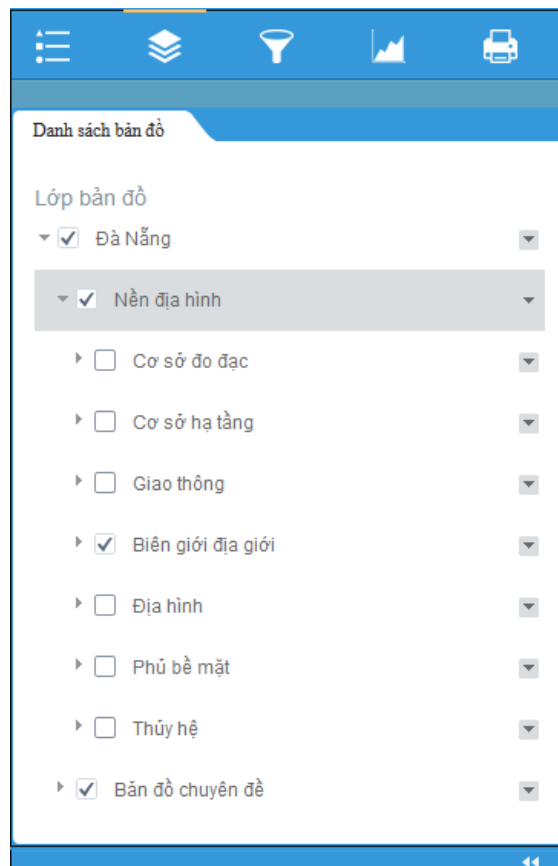 Danh sách bản đồ
Lớp bản đồ
Đà Nẵng
Nền địa hình
Cơ sở đo đạc
Cơ sở hạ tầng
Giao thông
Biên giới địa giới
Địa hình
Phủ bề mặt
Thủy hệ
Bản đồ chuyên đề